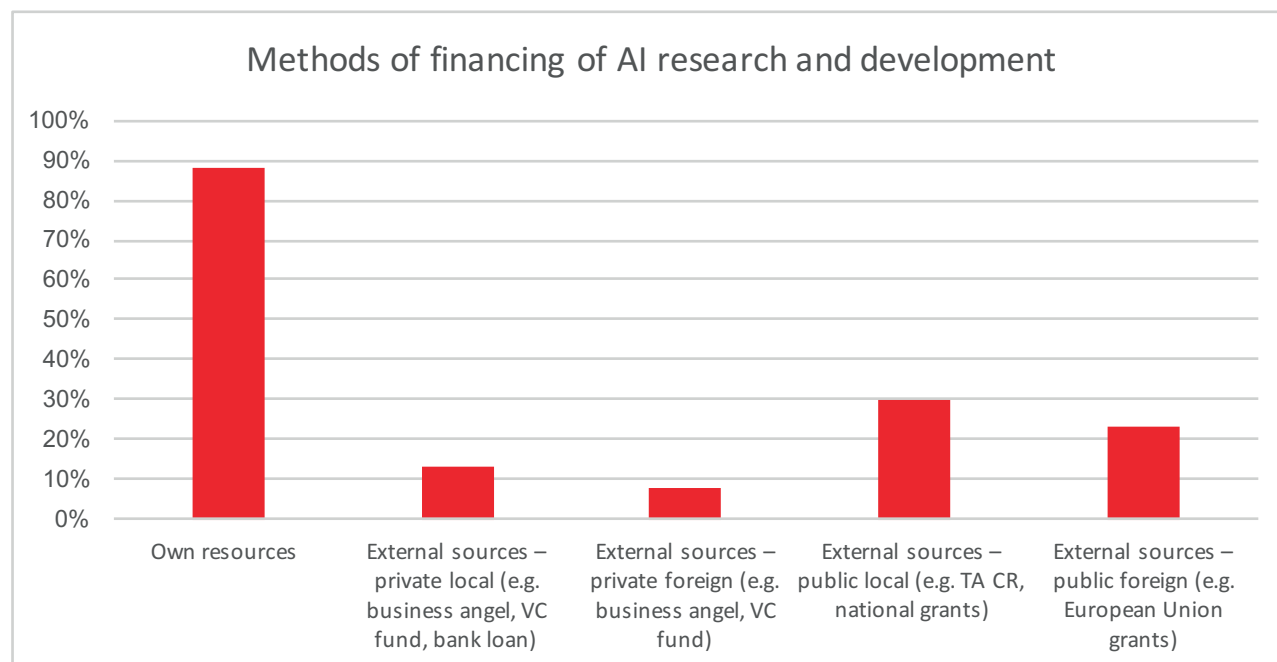 Methods of financing of AI research and development
100%
90%
80%
70%
60%
50%
40%
30%
20%
10%
0%
Own resources
External sources –
private local (e.g.
business angel, VC
fund, bank loan)
External sources –
private foreign (e.g.
business angel, VC
fund)
External sources –
public local (e.g. TA CR,
national grants)
External sources –
public foreign (e.g.
European Union
grants)